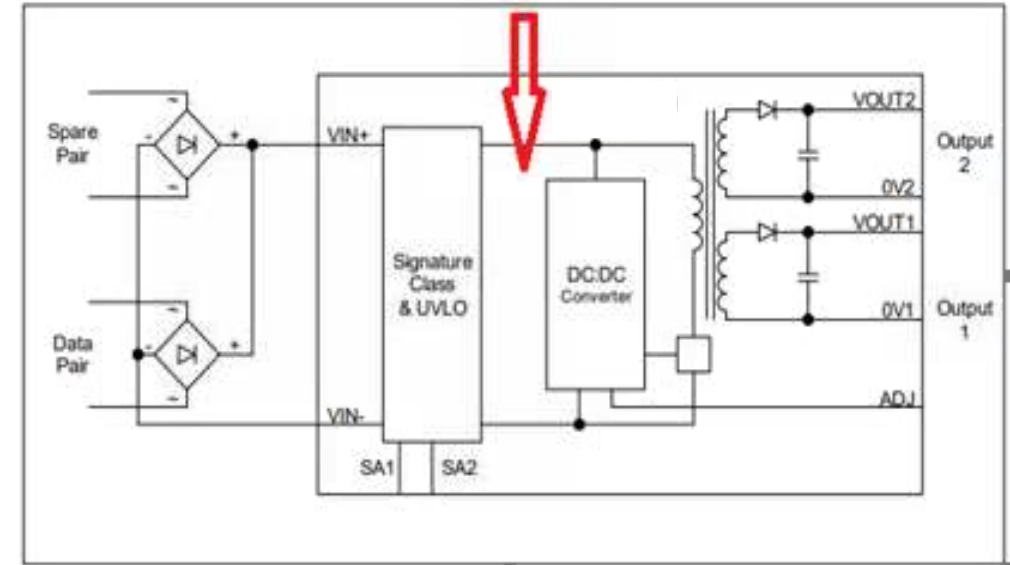 Spare
Pair
Data
Pair
~
-
+
~
~
-
+
~
VIN+
VIN-
Signature
Class
& UVLO
SA1
SA2
DC:DC
Converter
VOUT2
0V2
VOUT1
0V1
ADJ
Output
2
Output
1